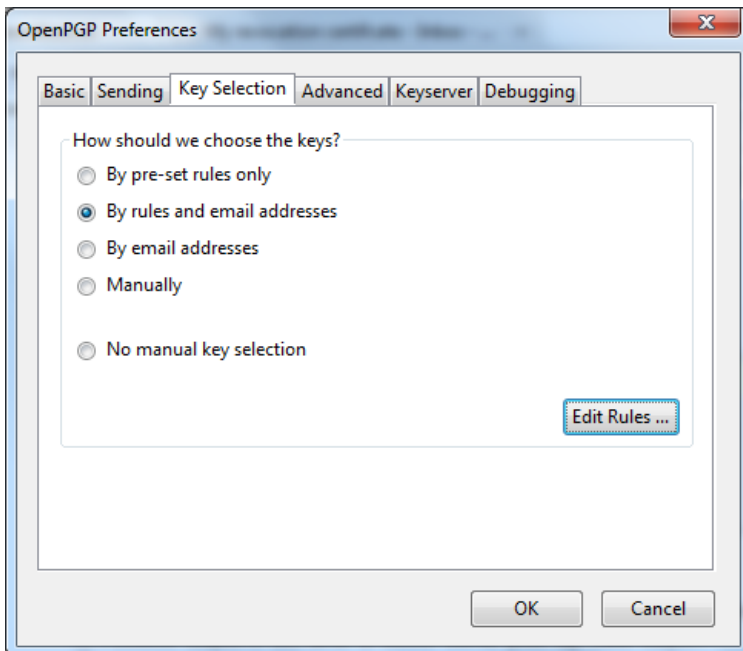 OpenPGP Preferences
Basic Sending Key Selection Advanced Keyserver Debugging
How should we choose the keys?
By pre-set rules only
By rules and email addresses
By email addresses
Manually
No manual key selection
Edit Rules ...
OK Cancel